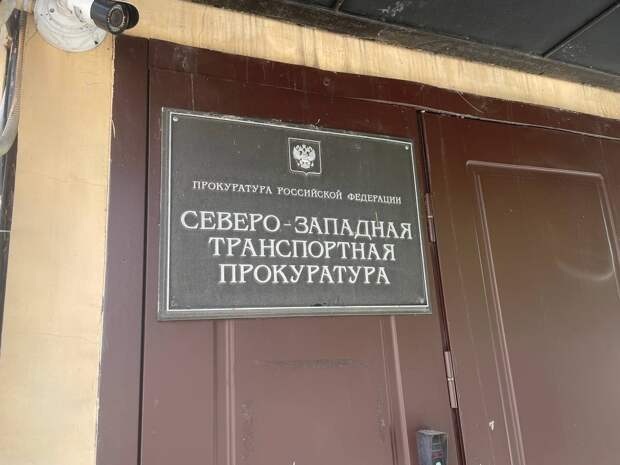 ПРОКУРАТУРА РОССИЙСКОЙ ФЕДЕРАЦИИ
СЕВЕРО-ЗАПАДНАЯ
ТРАНСПОРТНАЯ
ПРОКУРАТУРА